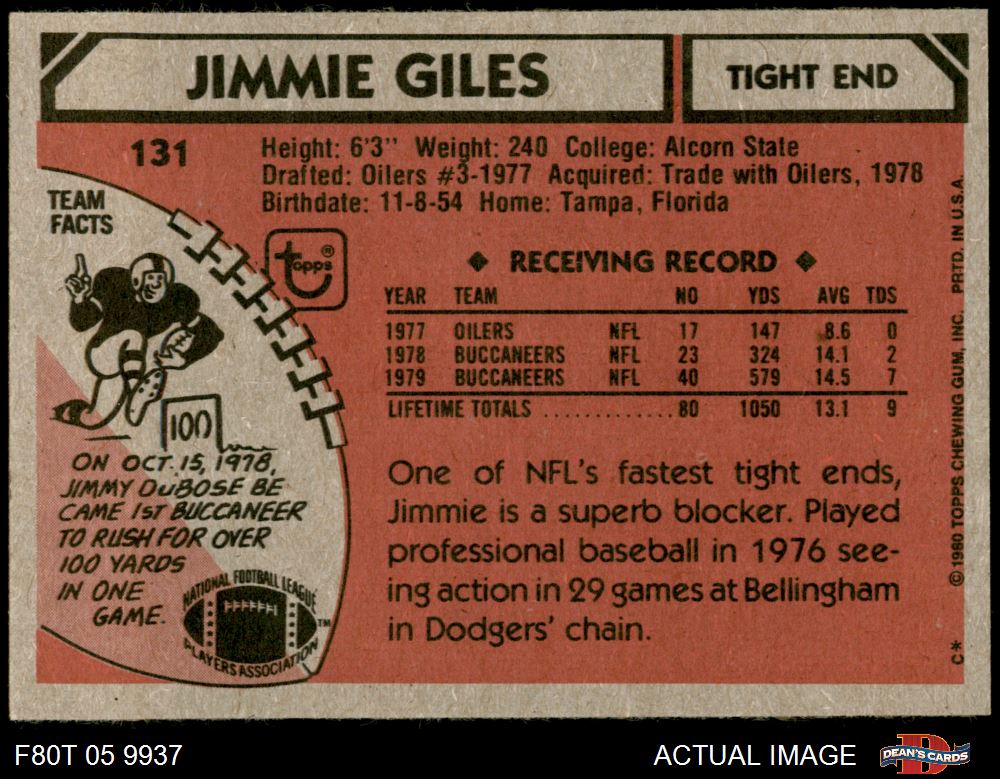 JIMMIE GILES
TIGHT END
131
Height: 6'3" Weight: 240 College: Alcorn State
Drafted: Oilers #3-1977 Acquired: Trade with Oilers, 1978
Birthdate: 11-8-54 Home: Tampa, Florida
TEAM
FACTS
topps®
◆ RECEIVING RECORD ◆
YEAR TEAM NO YDS AVG TDS
1977 OILERS NFL 17 147 8.6 0
1978 BUCCANEERS NFL 23 324 14.1 2
1979 BUCCANEERS NFL 40 579 14.5 7
LIFETIME TOTALS ............ 80 1050 13.1 9
100
ON OCT. 15, 1978,
JIMMY DuBOSE BE
CAME 1ST BUCCANEER
TO RUSH FOR OVER
100 YARDS
IN ONE
GAME.
NATIONAL FOOTBALL LEAGUE
PLAYERS ASSOCIATION
TM
One of NFL's fastest tight ends,
Jimmie is a superb blocker. Played
professional baseball in 1976 see-
ing action in 29 games at Bellingham
in Dodgers' chain.
C* © 1980 TOPPS CHEWING GUM, INC. PRTD. IN U.S.A.
F80T 05 9937
ACTUAL IMAGE
DEAN'S CARDS